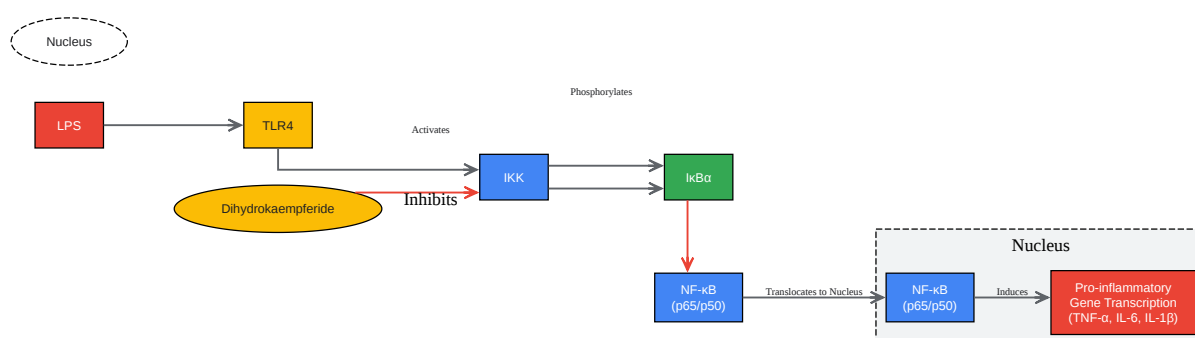 Nucleus
Phosphorylates
LPS
TLR4
Activates
IKK
IκBα
Inhibits
Dihydrokaempferide
Nucleus
NF-κB
(p65/p50)
Translocates to Nucleus
NF-κB
(p65/p50)
Induces
Pro-inflammatory
Gene Transcription
(TNF-α, IL-6, IL-1β)